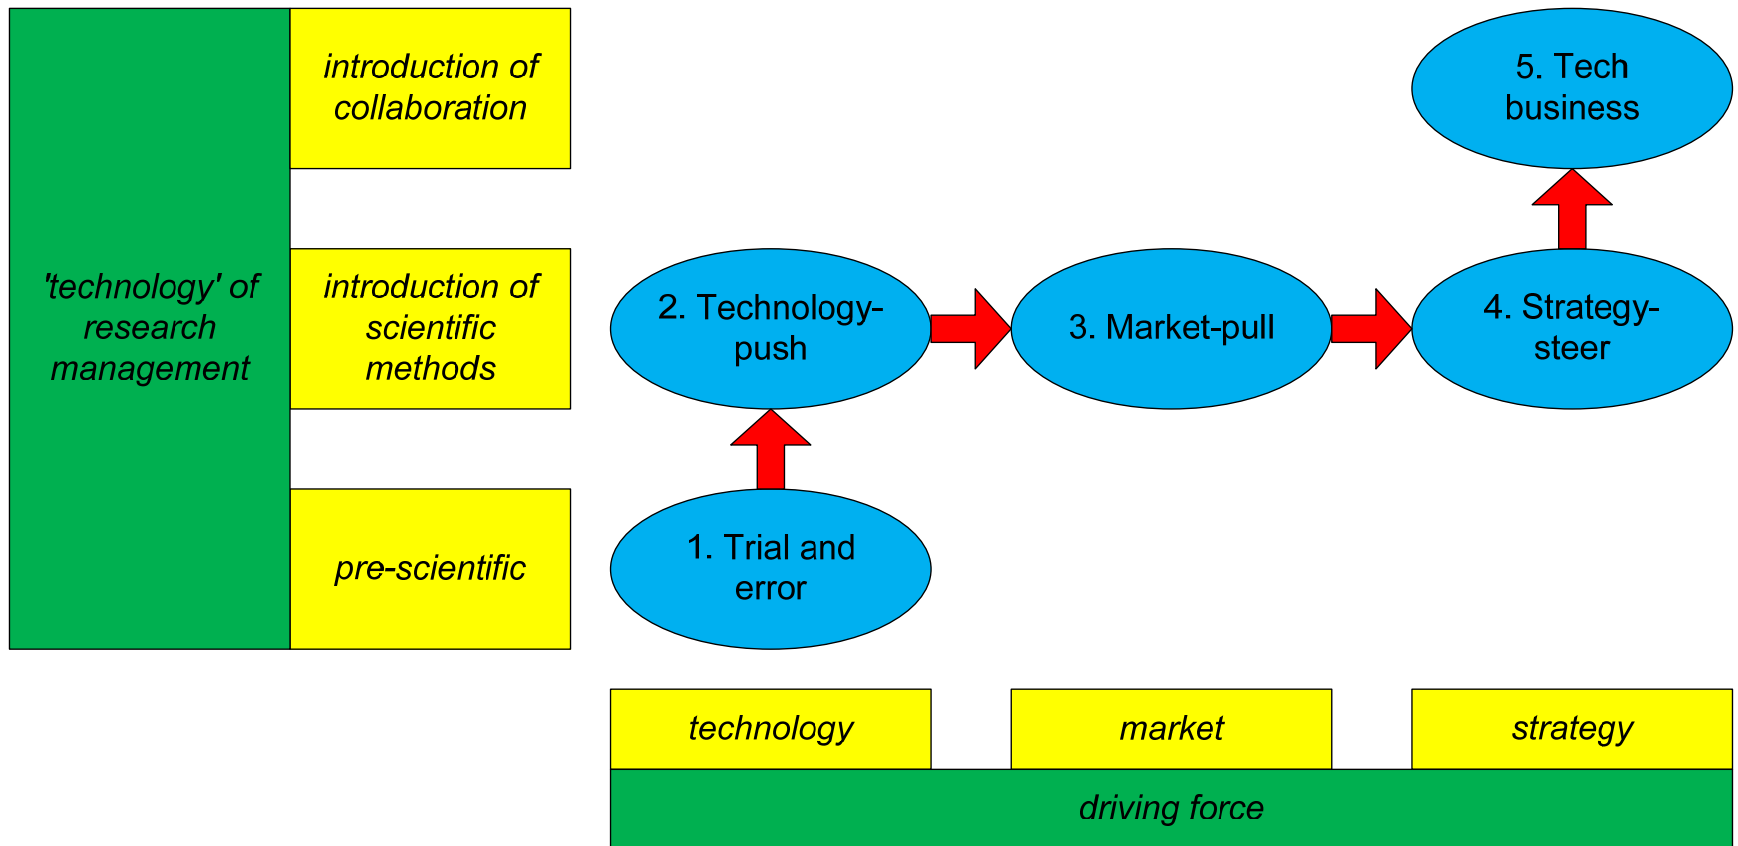 introduction of
collaboration
5. Tech
business
'technology' of
research
management
introduction of
scientific
methods
2. Technology-
push
3. Market-pull
4. Strategy-
steer
pre-scientific
1. Trial and
error
technology
market
strategy
driving force